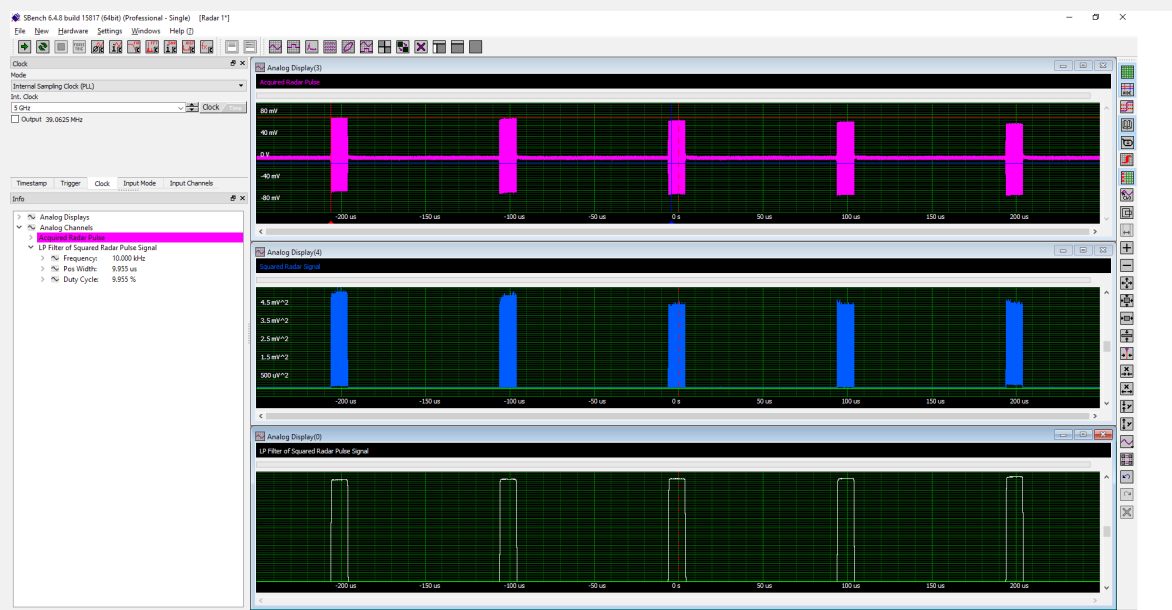 SBench 6.4.8 build 15817 (64bit) (Professional - Single) [Radar 1*]
File New Hardware Settings Windows Help (?)
Clock
Mode
Internal Sampling Clock (PLL)
Int. Clock
5 GHz
Clock
Time
Output 39.0625 MHz
Timestamp Trigger Clock Input Mode Input Channels
Info
Analog Displays
Analog Channels
Acquired Radar Pulse
LP Filter of Squared Radar Pulse Signal
Frequency: 10.000 kHz
Pos Width: 9.955 us
Duty Cycle: 9.955 %
Analog Display(3)
Acquired Radar Pulse
80 mV
40 mV
0 V
-40 mV
-80 mV
-200 us -150 us -100 us -50 us 0 s 50 us 100 us 150 us 200 us
Analog Display(4)
Squared Radar Signal
4.5 mV^2
3.5 mV^2
2.5 mV^2
1.5 mV^2
500 uV^2
-200 us -150 us -100 us -50 us 0 s 50 us 100 us 150 us 200 us
Analog Display(0)
LP Filter of Squared Radar Pulse Signal
-200 us -150 us -100 us -50 us 0 s 50 us 100 us 150 us 200 us